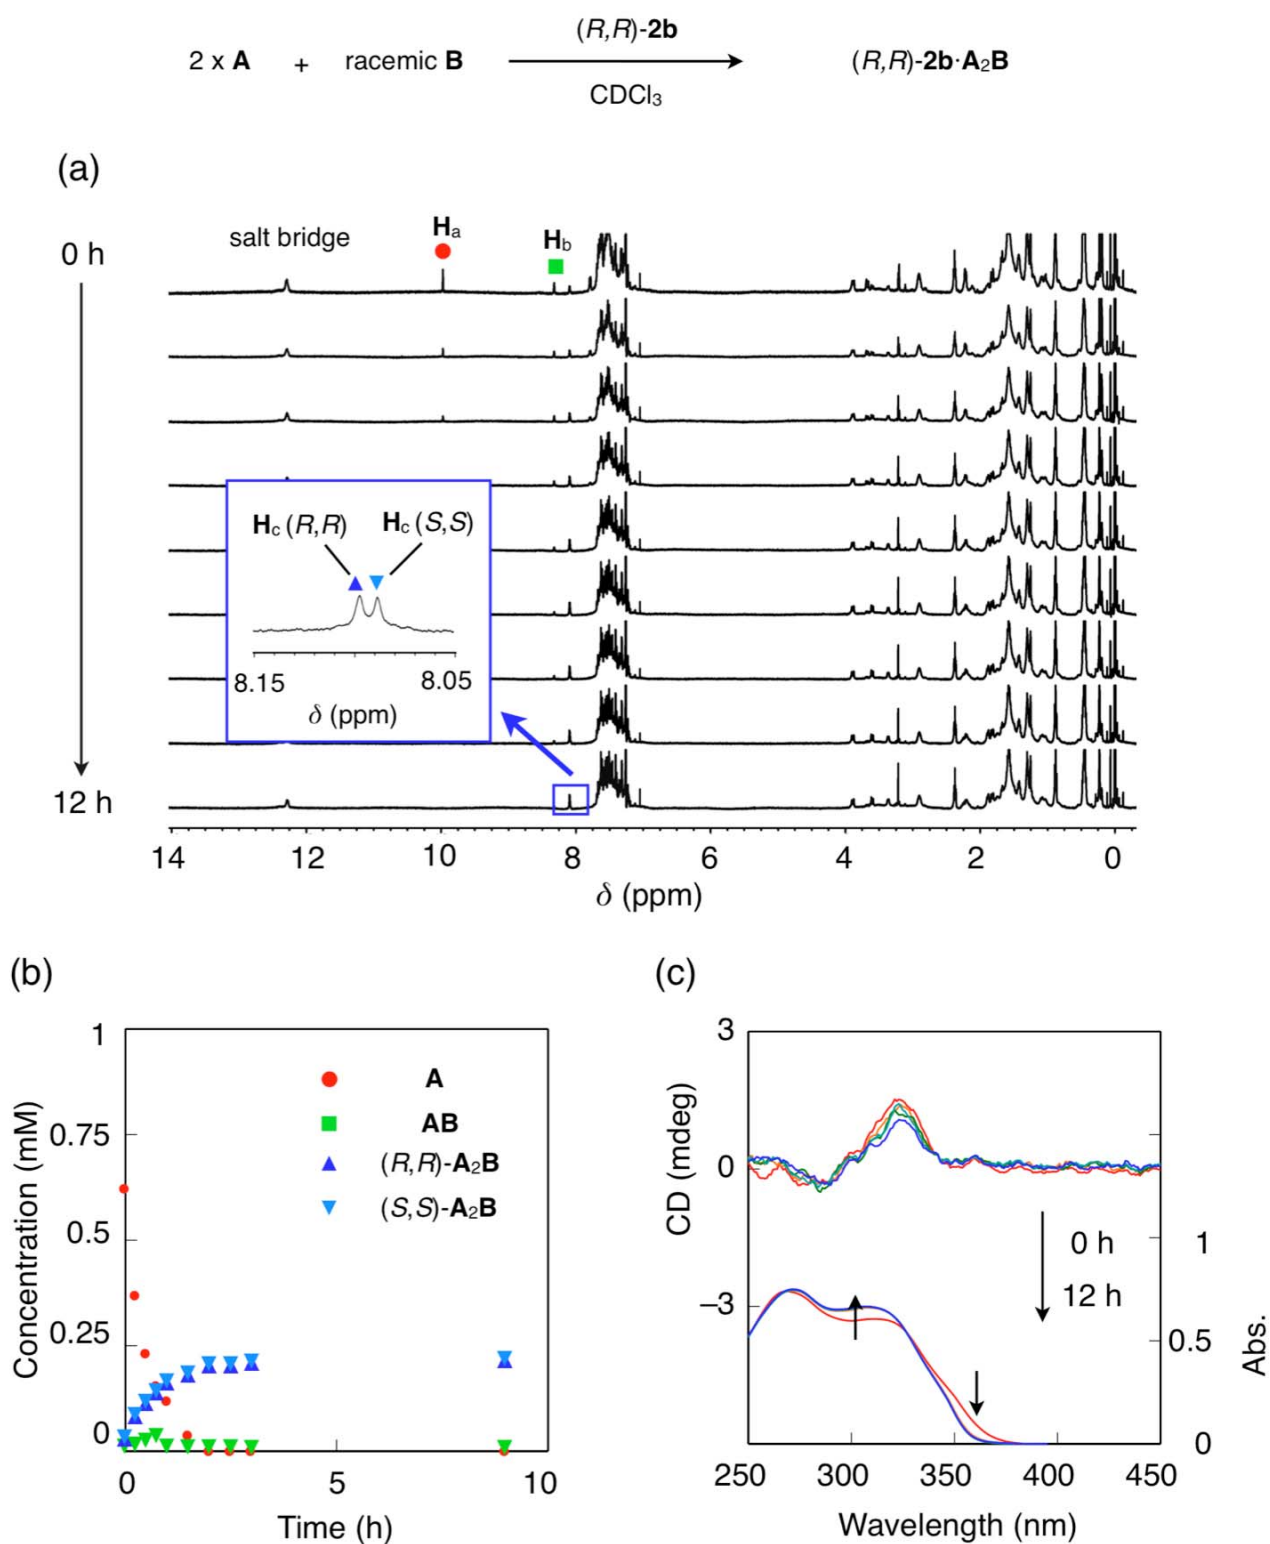 (R,R)-2b
2 x A + racemic B (R,R)-2b·A₂B
CDCl₃
(a)
0 h
salt bridge
Hₐ
H_b
H_c (R,R) H_c (S,S)
8.15 8.05
δ (ppm)
12 h
14 12 10 8 6 4 2 0
δ (ppm)
(b)
1
0.75
0.5
0.25
0
Concentration (mM)
A
AB
(R,R)-A₂B
(S,S)-A₂B
0 5 10
Time (h)
(c)
3
0
–3
CD (mdeg)
0 h
12 h
1
0.5
0
Abs.
250 300 350 400 450
Wavelength (nm)